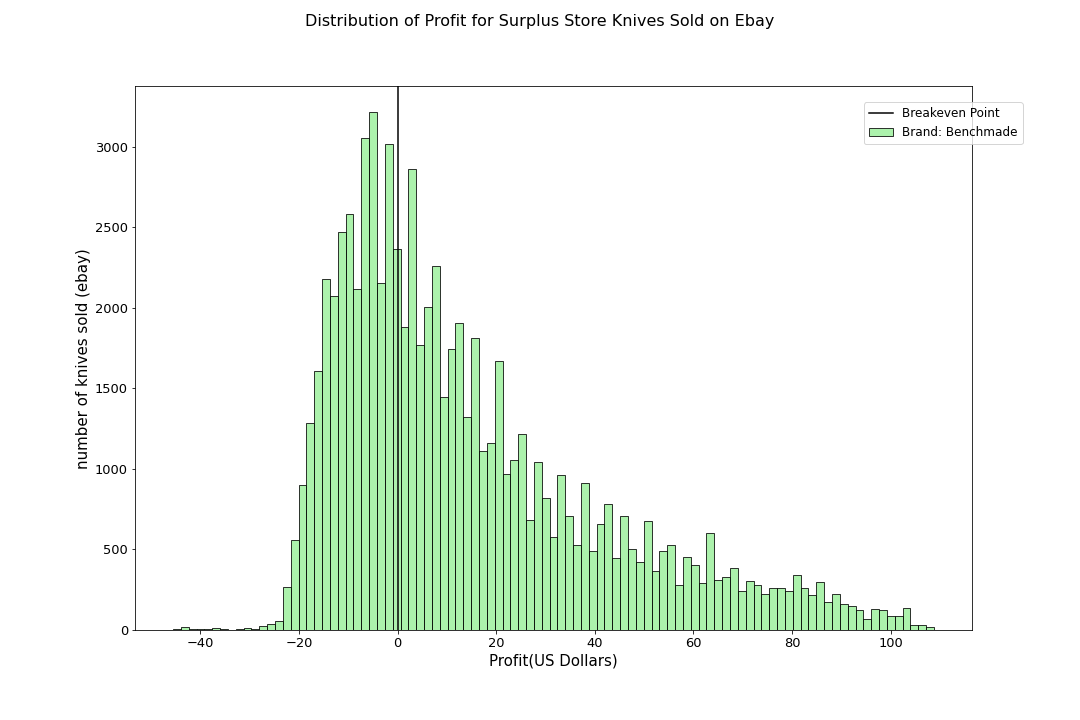 Distribution of Profit for Surplus Store Knives Sold on Ebay
Breakeven Point
Brand: Benchmade
number of knives sold (ebay)
3000
2500
2000
1500
1000
500
0
−40 −20 0 20 40 60 80 100
Profit(US Dollars)